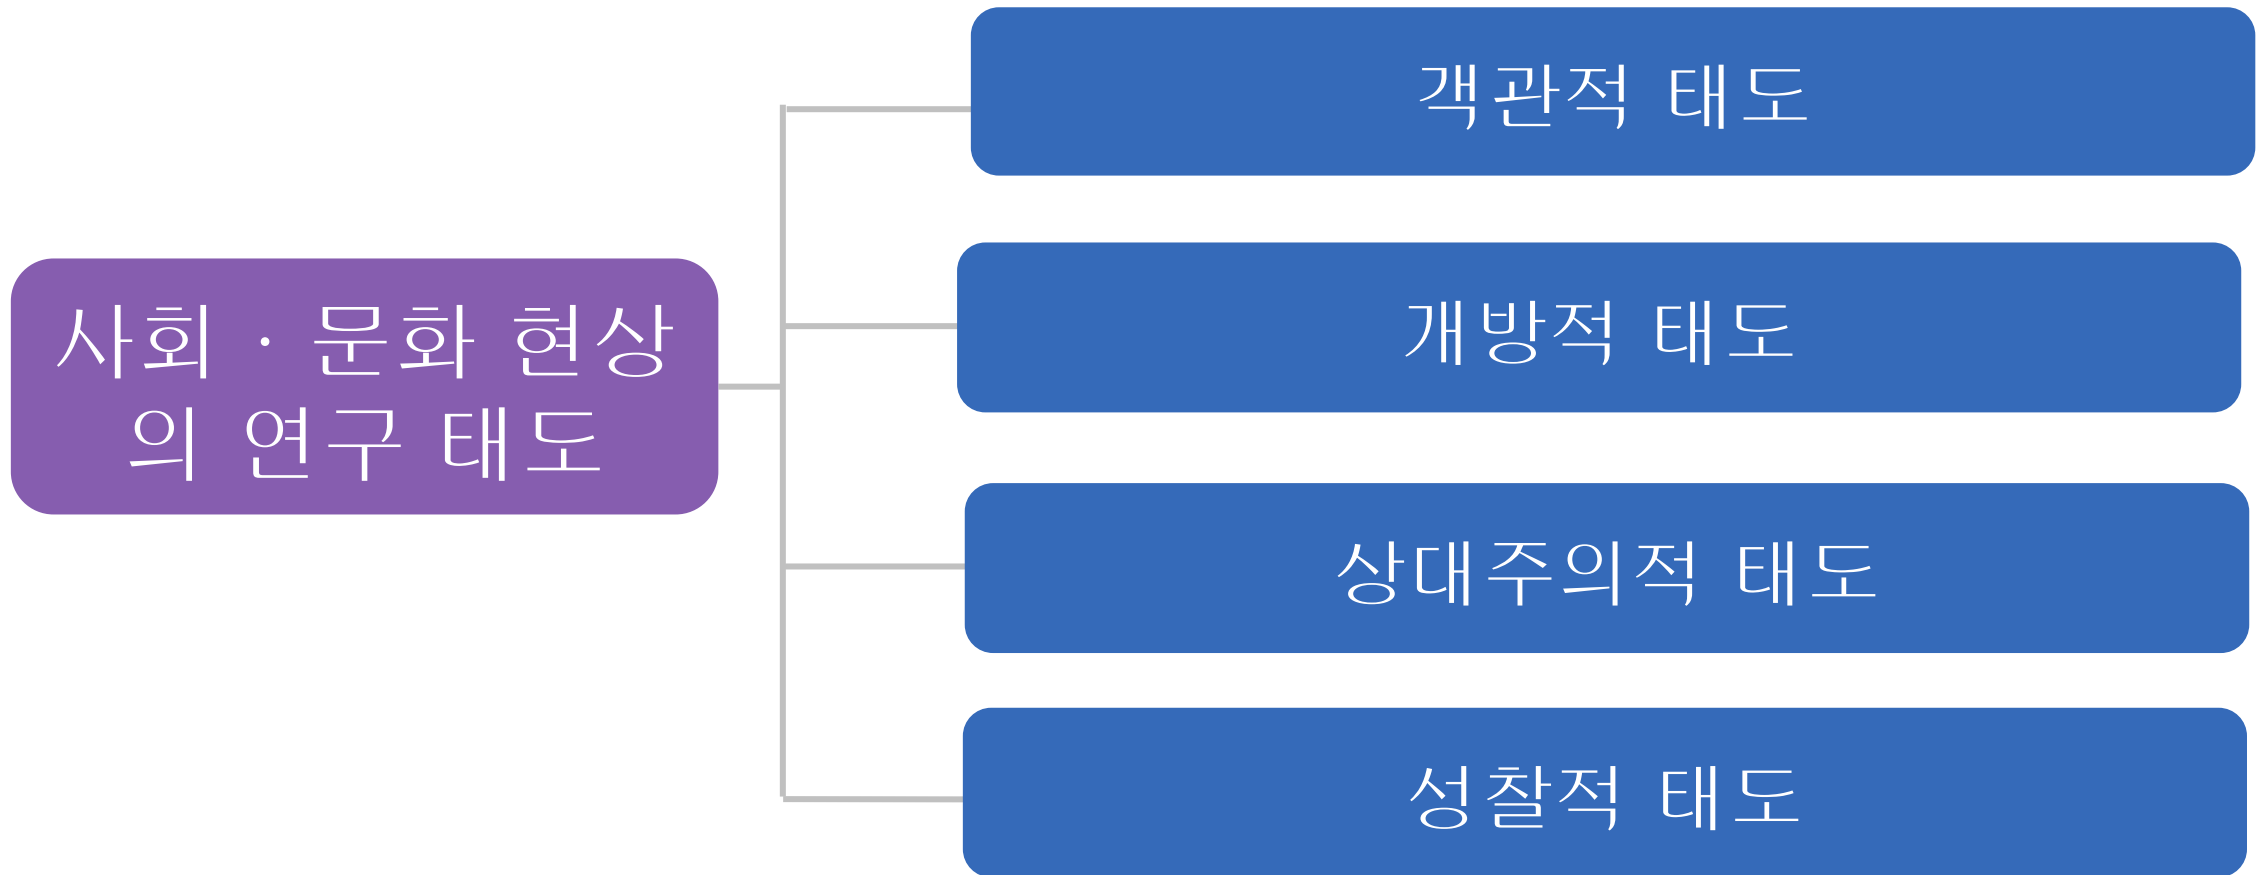 사회 · 문화 현상
의 연구 태도
객관적 태도
개방적 태도
상대주의적 태도
성찰적 태도